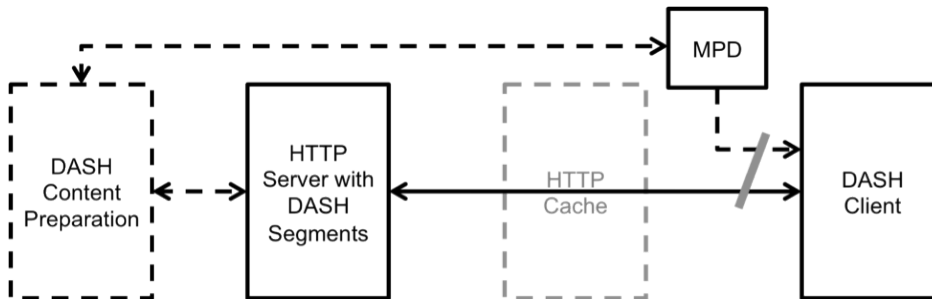 MPD
DASH
Content
Preparation
HTTP
Server with
DASH
Segments
HTTP
Cache
DASH
Client